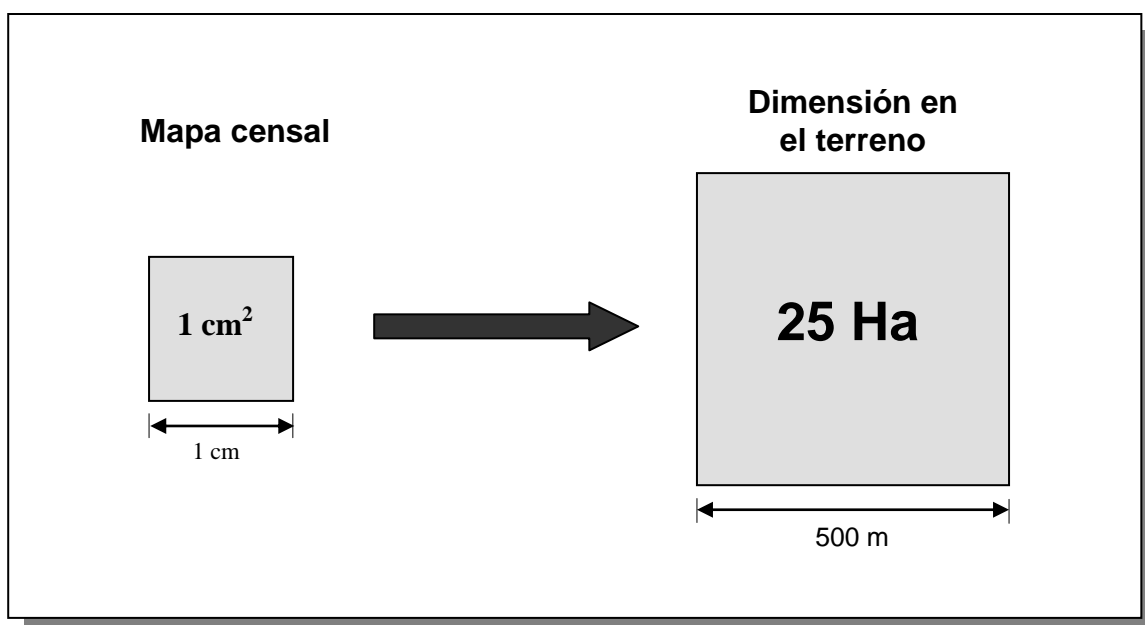 Mapa censal
1 cm²
1 cm
Dimensión en
el terreno
25 Ha
500 m